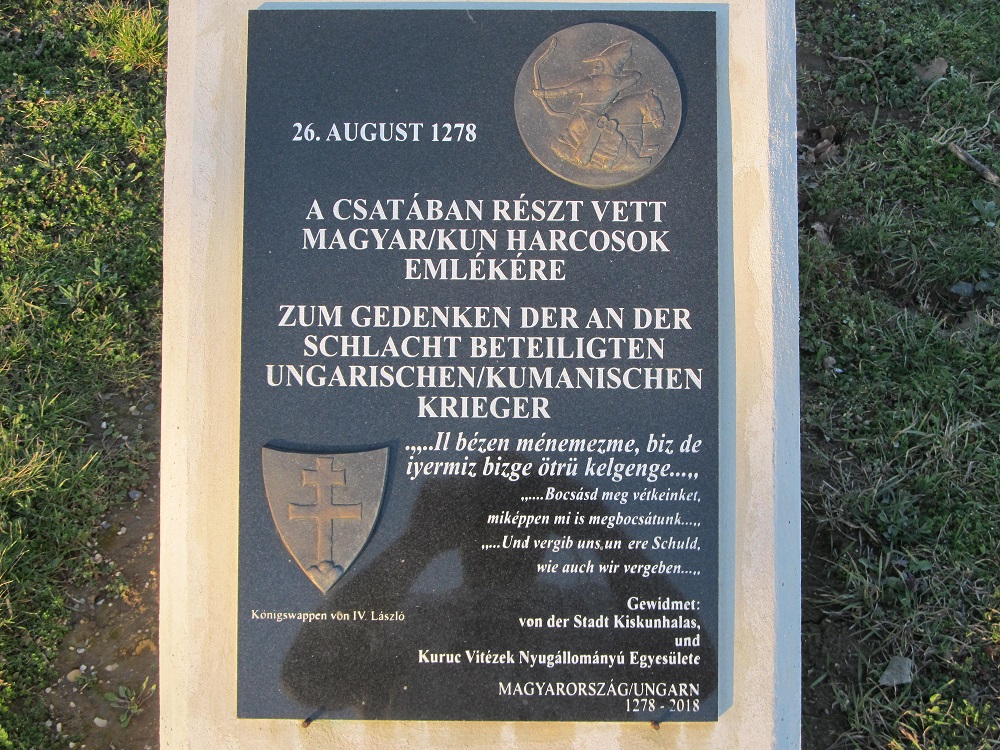 26. AUGUST 1278
A CSATÁBAN RÉSZT VETT
MAGYAR/KUN HARCOSOK
EMLÉKÉRE
ZUM GEDENKEN DER AN DER
SCHLACHT BETEILIGTEN
UNGARISCHEN/KUMANISCHEN
KRIEGER
.,,..Il bézen ménemezme, biz de
iyermiz bizge ötrü kelgenge...,,
,,....Bocsásd meg vétkeinket,
miképpen mi is megbocsátunk...,,
,,...Und vergib uns,un ere Schuld,
wie auch wir vergeben...,,
Königswappen von IV. László
Gewidmet:
von der Stadt Kiskunhalas,
und
Kuruc Vitézek Nyugállományú Egyesülete
MAGYARORSZÁG/UNGARN
1278 - 2018